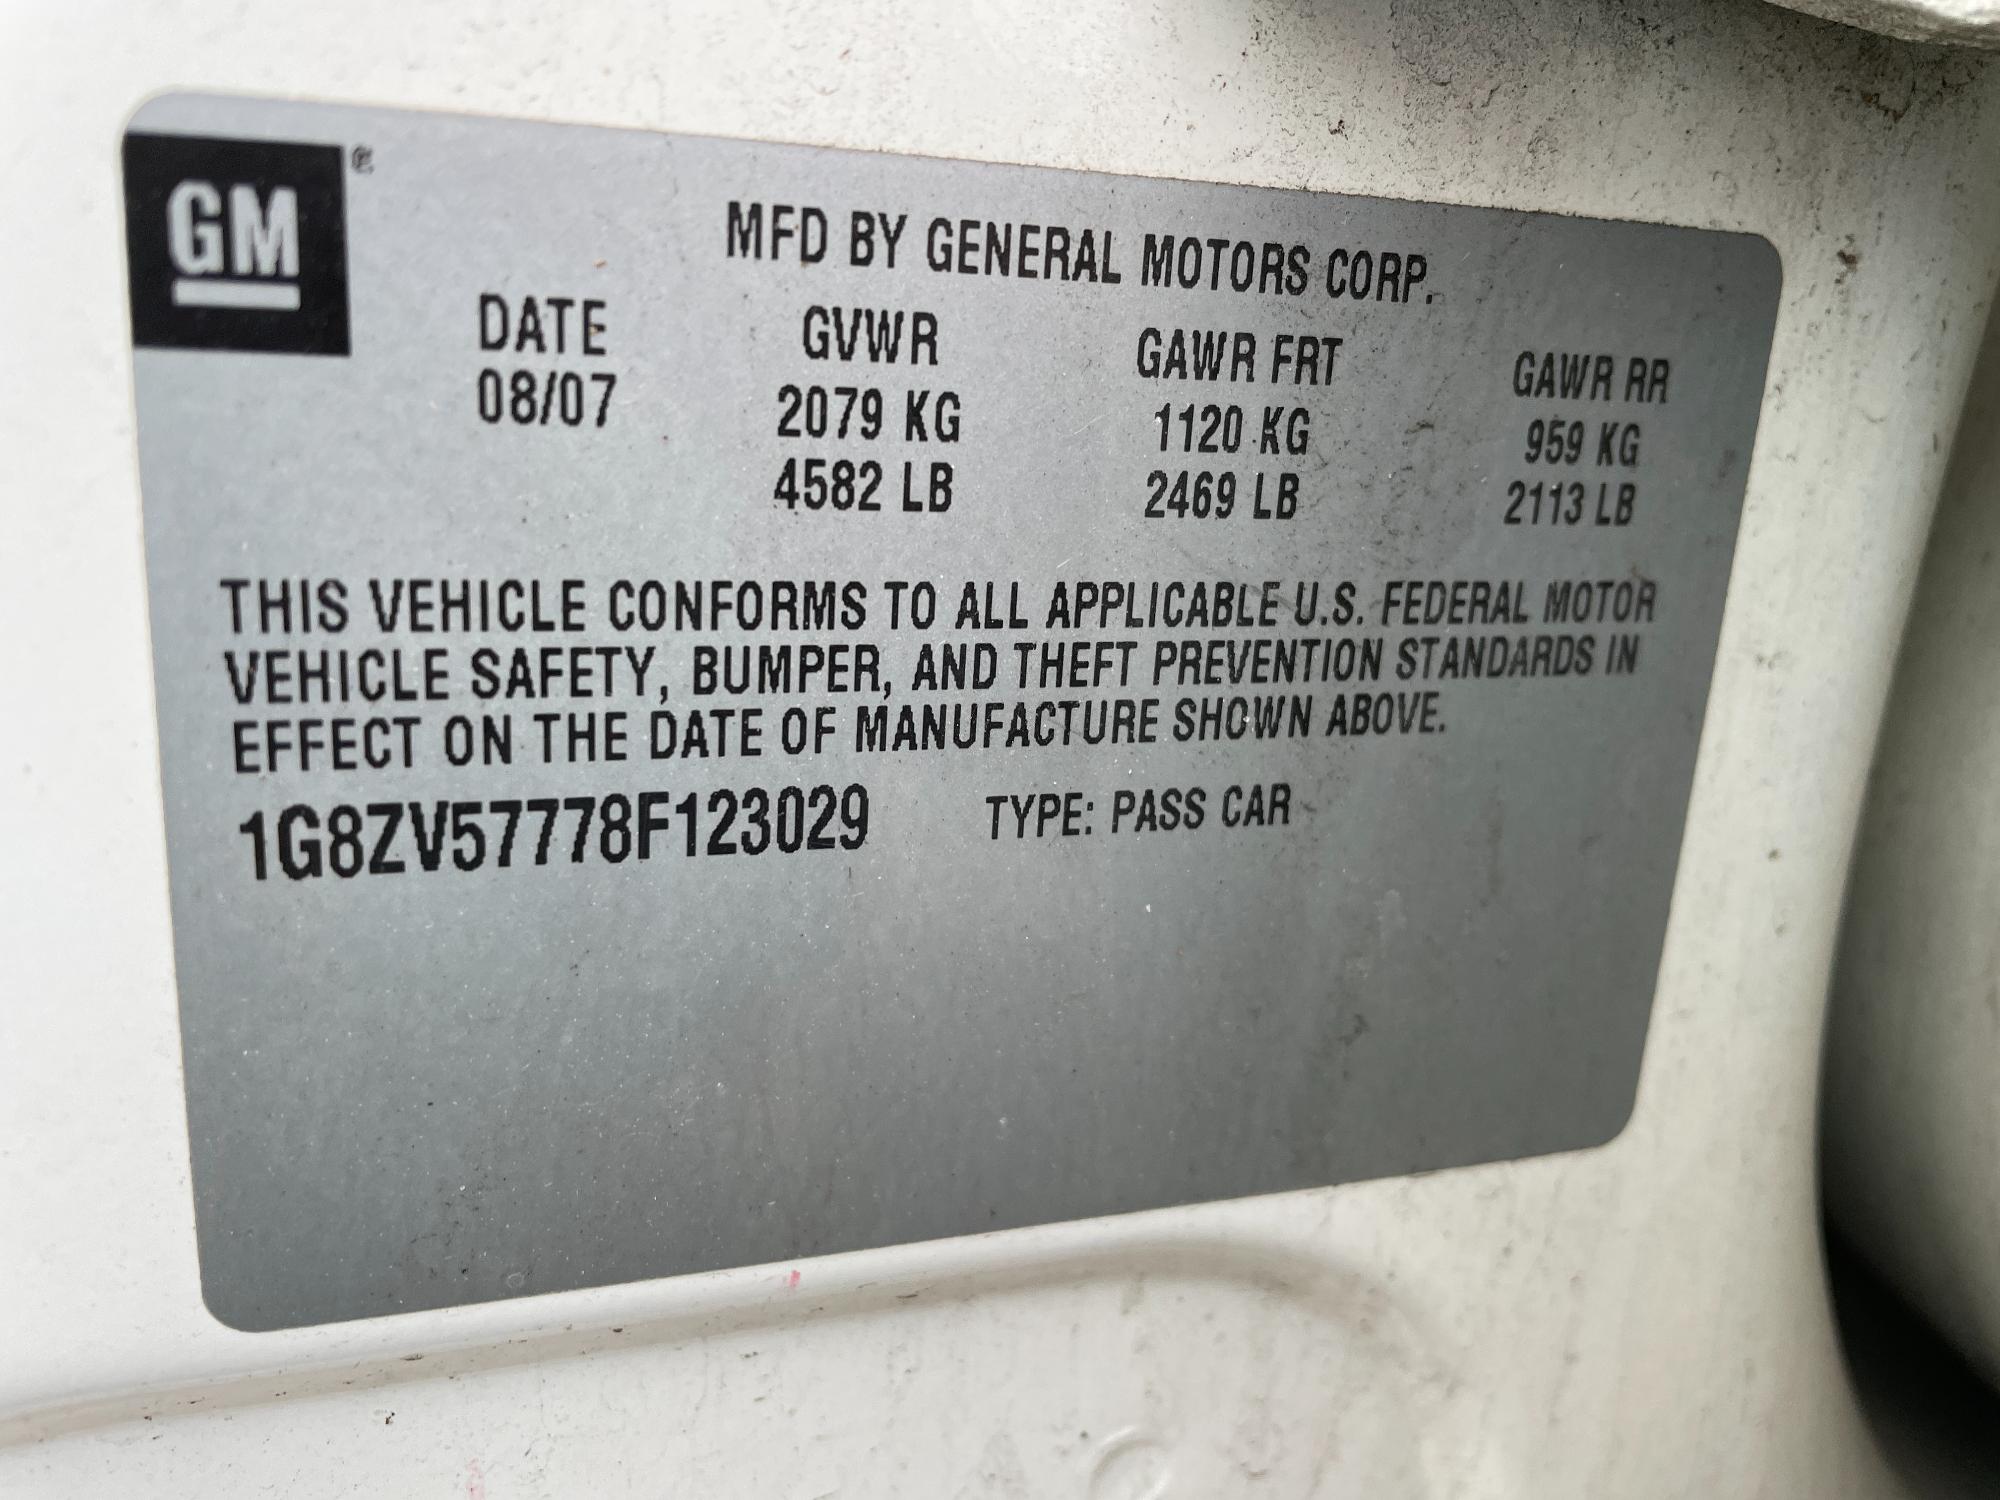 GM®
MFD BY GENERAL MOTORS CORP.
DATE GVWR GAWR FRT GAWR RR
08/07 2079 KG 1120 KG 959 KG
4582 LB 2469 LB 2113 LB
THIS VEHICLE CONFORMS TO ALL APPLICABLE U.S. FEDERAL MOTOR
VEHICLE SAFETY, BUMPER, AND THEFT PREVENTION STANDARDS IN
EFFECT ON THE DATE OF MANUFACTURE SHOWN ABOVE.
1G8ZV57778F123029 TYPE: PASS CAR